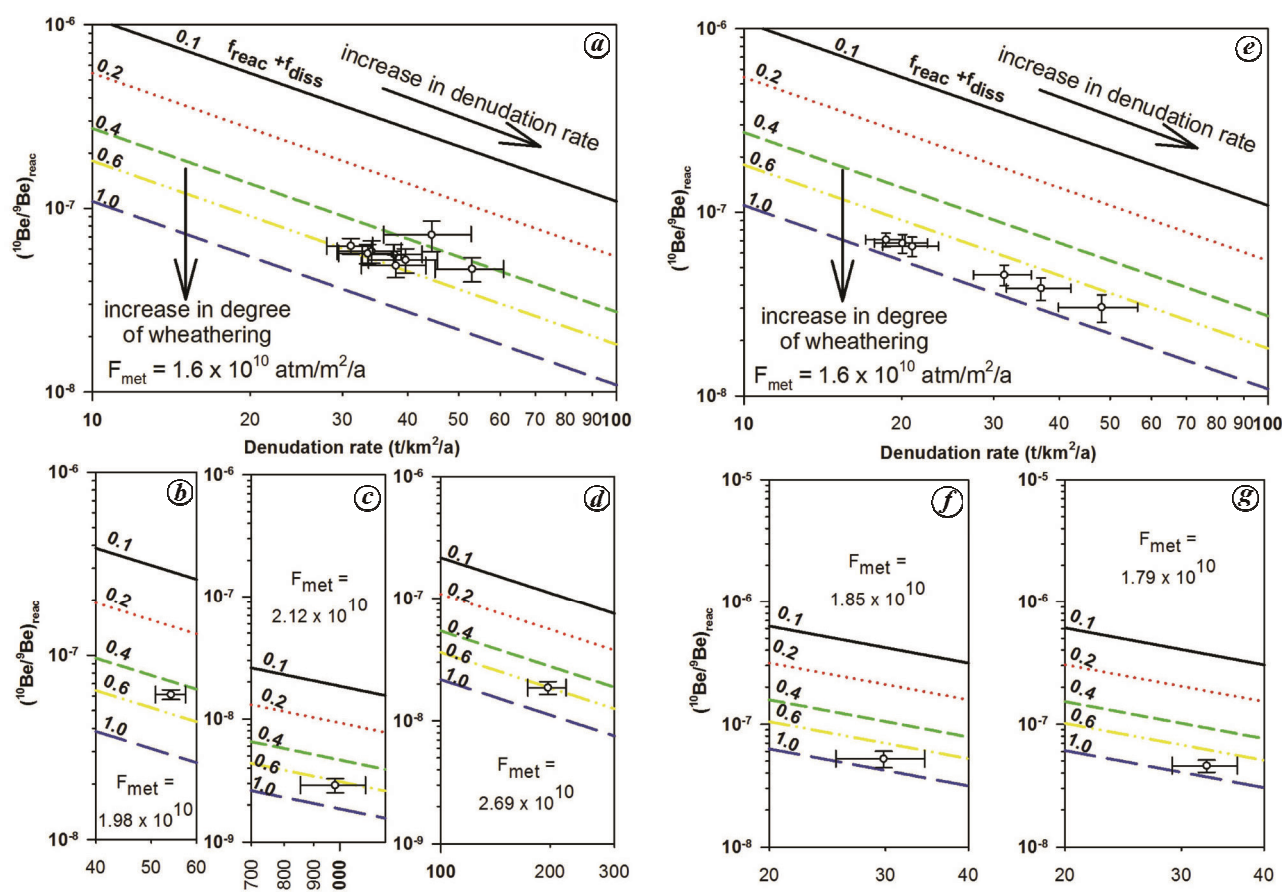 10^-6
10^-7
10^-8
(^10Be/^9Be)_reac
a
0.1
f_reac +f_diss
increase in denudation rate
0.2
0.4
0.6
1.0
increase in degree
of wheathering
F_met = 1.6 x 10^10 atm/m^2/a
10 20 30 40 50 60 70 80 90 100
Denudation rate (t/km^2/a)
10^-6
10^-7
10^-8
(^10Be/^9Be)_reac
e
0.1
f_reac +f_diss
increase in denudation rate
0.2
0.4
0.6
1.0
increase in degree
of wheathering
F_met = 1.6 x 10^10 atm/m^2/a
10 20 30 40 50 60 70 80 90 100
Denudation rate (t/km^2/a)
10^-6
10^-7
10^-8
(^10Be/^9Be)_reac
b
0.1
0.2
0.4
0.6
1.0
F_met =
1.98 x 10^10
40 50 60
10^-6
10^-7
10^-8
10^-9
c
F_met =
2.12 x 10^10
0.1
0.2
0.4
0.6
1.0
700 800 900 1000
10^-6
10^-7
10^-8
10^-9
d
0.1
0.2
0.4
0.6
1.0
F_met =
2.69 x 10^10
100 200 300
10^-5
10^-6
10^-7
10^-8
(^10Be/^9Be)_reac
f
F_met =
1.85 x 10^10
0.1
0.2
0.4
0.6
1.0
20 30 40
10^-5
10^-6
10^-7
10^-8
g
F_met =
1.79 x 10^10
0.1
0.2
0.4
0.6
1.0
20 30 40